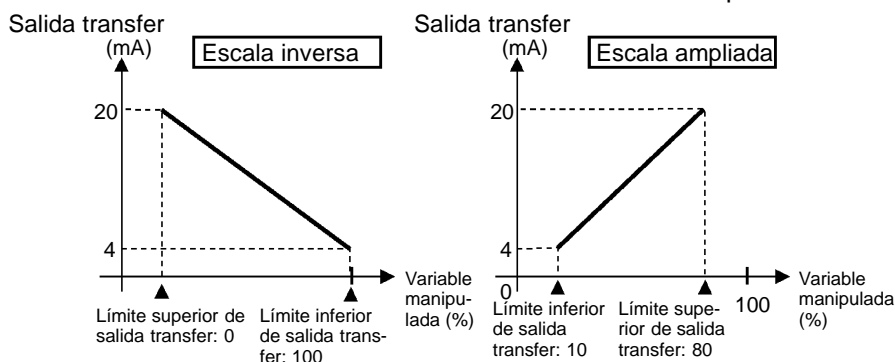 Salida transfer
(mA)
Escala inversa
20
4
Variable
manipu-
lada (%)
Límite superior de
salida transfer: 0
Límite inferior
de salida trans-
fer: 100
Salida transfer
(mA)
Escala ampliada
20
4
0
100
Variable
manipulada
(%)
Límite inferior
de salida
transfer: 10
Límite supe-
rior de salida
transfer: 80